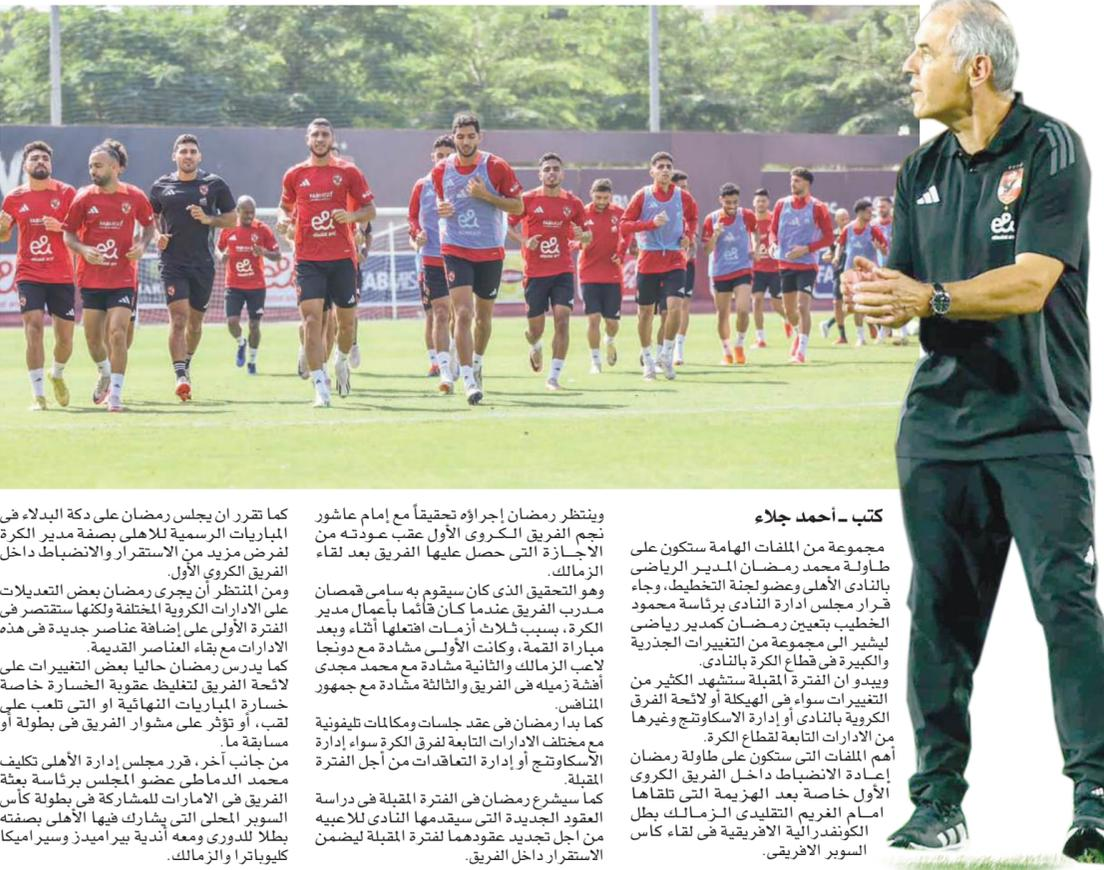 كتب ــ أحمد جلاء
مجموعة من الملفات الهامة ستكون على
طاولة محمد رمضان المدير الرياضى
بالنادى الأهلى وعضو لجنة التخطيط، وجاء
قرار مجلس ادارة النادى برئاسة محمود
الخطيب بتعيين رمضان كمدير رياضى
ليشير الى مجموعة من التغييرات الجذرية
والكبيرة فى قطاع الكرة بالنادى.
ويبدو ان الفترة المقبلة ستشهد الكثير من
التغييرات سواء فى الهيكلة أو لائحة الفرق
الكروية بالنادى أو إدارة الاسكاوتنج وغيرها
من الادارات التابعة لقطاع الكرة.
أهم الملفات التى ستكون على طاولة رمضان
إعادة الانضباط داخل الفريق الكروى
الأول خاصة بعد الهزيمة التى تلقاها
امام الغريم التقليدى الزمالك بطل
الكونفدرالية الافريقية فى لقاء كاس
السوبر الافريقى.
وينتظر رمضان إجراؤه تحقيقاً مع إمام عاشور
نجم الفريق الكروى الأول عقب عودته من
الاجازة التى حصل عليها الفريق بعد لقاء
الزمالك.
وهو التحقيق الذى كان سيقوم به سامى قمصان
مدرب الفريق عندما كان قائما بأعمال مدير
الكرة، بسبب ثلاث أزمات افتعلها أثناء وبعد
مباراة القمة، وكانت الأولى مشادة مع دونجا
لاعب الزمالك والثانية مشادة مع محمد مجدى
أفشة زميله فى الفريق والثالثة مشادة مع جمهور
المنافس.
كما بدا رمضان فى عقد جلسات ومكالمات تليفونية
مع مختلف الادارات التابعة لفرق الكرة سواء إدارة
الاسكاوتنج أو إدارة التعاقدات من أجل الفترة
المقبلة.
كما سيشرع رمضان فى الفترة المقبلة فى دراسة
العقود الجديدة التى سيقدمها النادى للاعبيه
من اجل تجديد عقودهما لفترة المقبلة ليضمن
الاستقرار داخل الفريق.
كما تقرر ان يجلس رمضان على دكة البدلاء فى
المباريات الرسمية للاهلى بصفة مدير الكرة
لفرض مزيد من الاستقرار والانضباط داخل
الفريق الكروى الأول.
ومن المنتظر أن يجرى رمضان بعض التعديلات
على الادارات الكروية المختلفة ولكنها ستقتصر فى
الفترة الأولى على إضافة عناصر جديدة فى هذه
الادارات مع بقاء العناصر القديمة.
كما يدرس رمضان حاليا بعض التغييرات على
لائحة الفريق لتغليظ عقوبة الخسارة خاصة
خسارة المباريات النهائية او التى تلعب على
لقب، أو تؤثر على مشوار الفريق فى بطولة أو
مسابقة ما.
من جانب آخر، قرر مجلس إدارة الأهلى تكليف
محمد الدماطى عضو المجلس برئاسة بعثة
الفريق فى الامارات للمشاركة فى بطولة كأس
السوبر المحلى التى يشارك فيها الأهلى بصفته
بطلا للدورى ومعه أندية بيراميدز وسيراميكا
كليوباترا والزمالك.